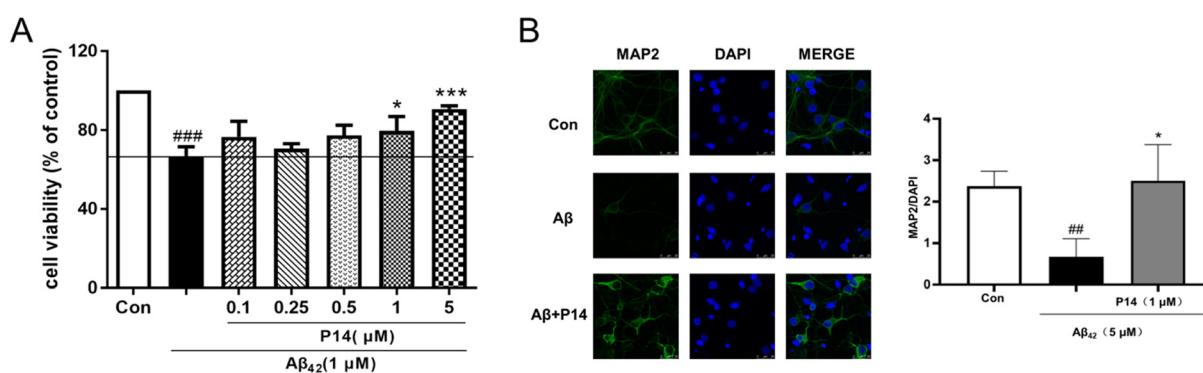 A
cell viability (% of control)
120
80
40
0
###
*
***
Con
0.1
0.25
0.5
1
5
P14( μM)
Aβ42(1 μM)
B
MAP2
DAPI
MERGE
Con
Aβ
Aβ+P14
MAP2/DAPI
4
3
2
1
0
##
*
Con
P14（1 μM）
Aβ42（5 μM）